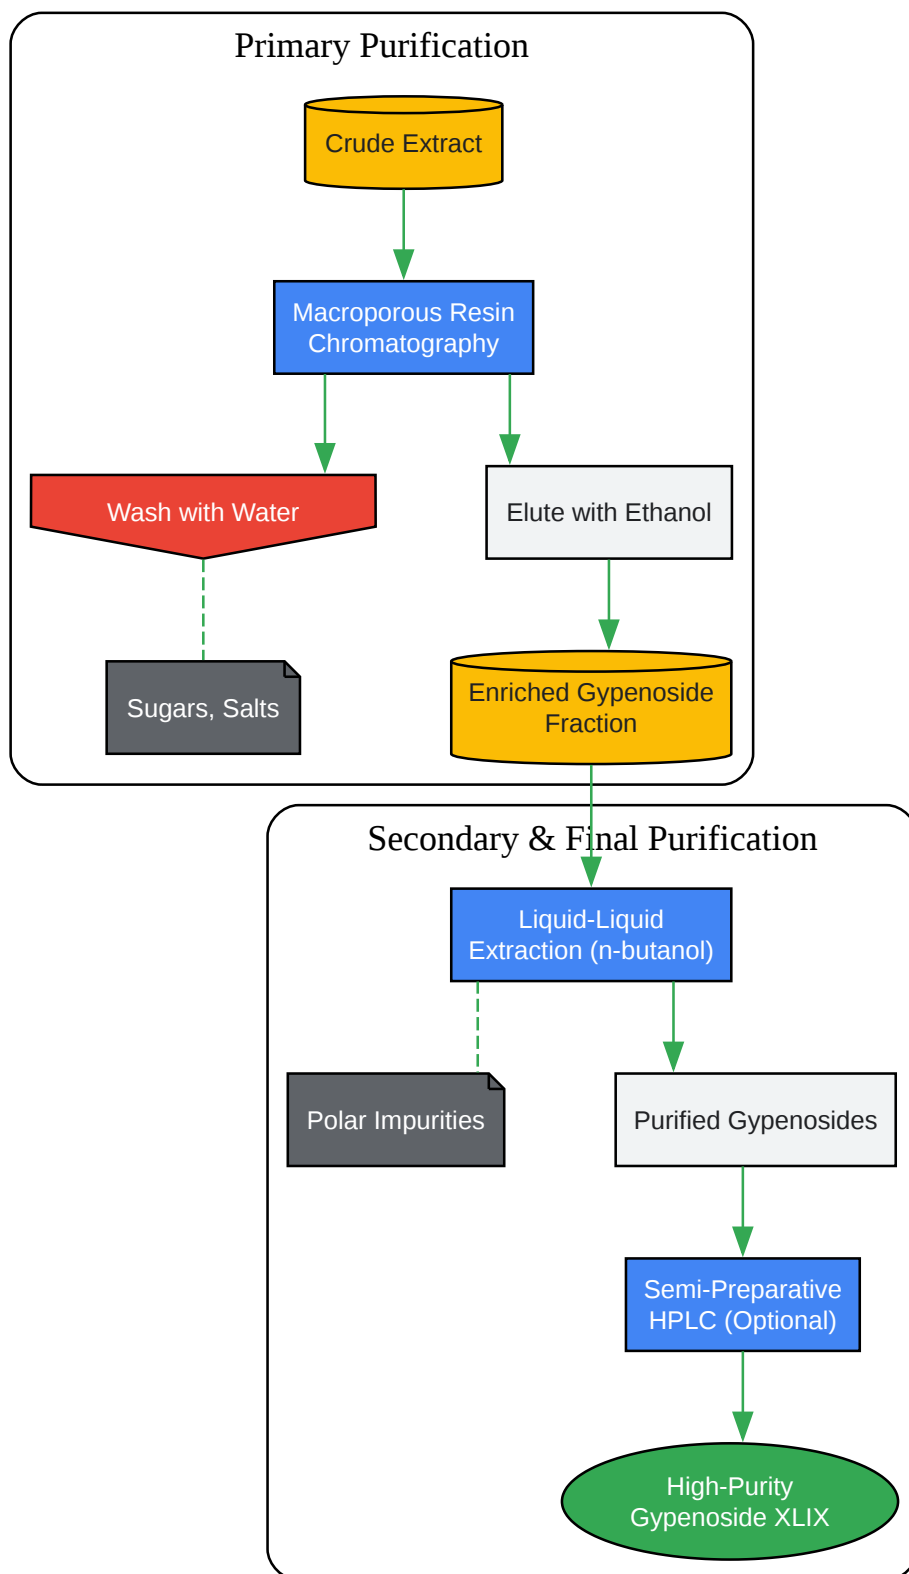 Primary Purification
Crude Extract
Macroporous Resin
Chromatography
Wash with Water
Elute with Ethanol
Sugars, Salts
Enriched Gypenoside
Fraction
Secondary & Final Purification
Liquid-Liquid
Extraction (n-butanol)
Polar Impurities
Purified Gypenosides
Semi-Preparative
HPLC (Optional)
High-Purity
Gypenoside XLIX